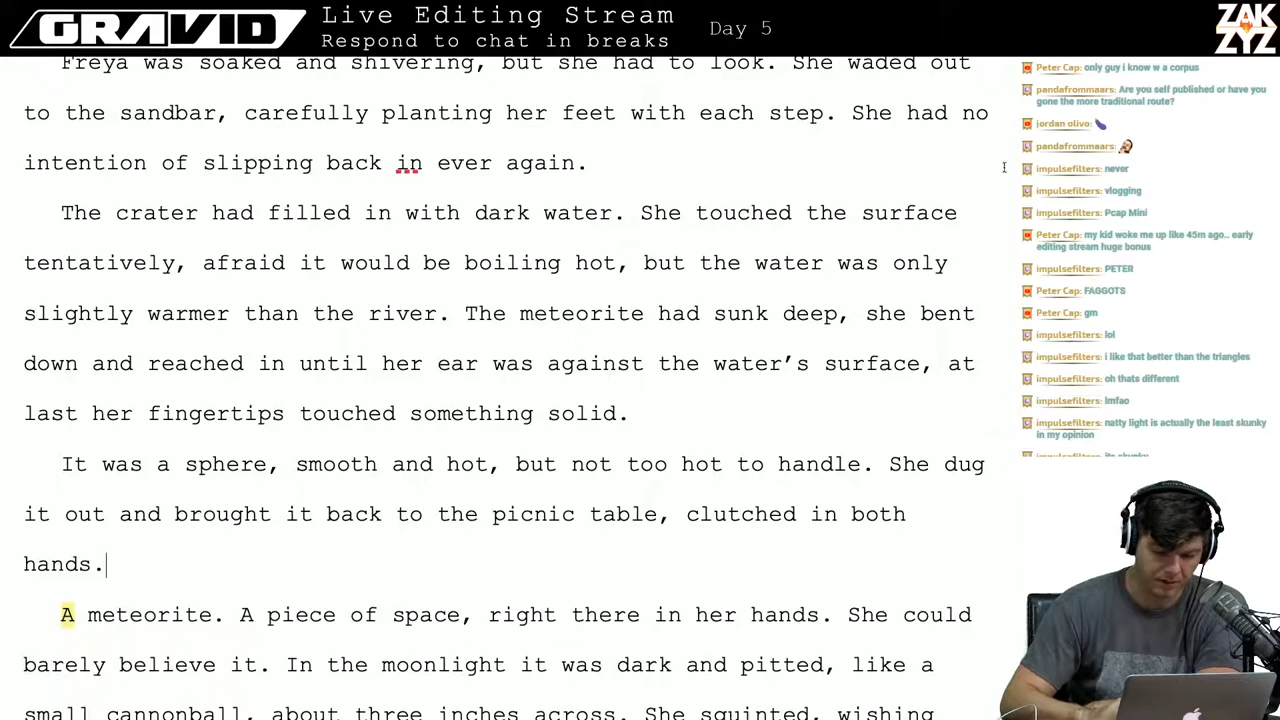 GRAVID
Live Editing Stream
Respond to chat in breaks
Day 5
ZAK
ZYZ
Freya was soaked and shivering, but she had to look. She waded out
to the sandbar, carefully planting her feet with each step. She had no
intention of slipping back in ever again.
The crater had filled in with dark water. She touched the surface
tentatively, afraid it would be boiling hot, but the water was only
slightly warmer than the river. The meteorite had sunk deep, she bent
down and reached in until her ear was against the water’s surface, at
last her fingertips touched something solid.
It was a sphere, smooth and hot, but not too hot to handle. She dug
it out and brought it back to the picnic table, clutched in both
hands.
A meteorite. A piece of space, right there in her hands. She could
barely believe it. In the moonlight it was dark and pitted, like a
small cannonball, about three inches across. She squinted, wishing
Peter Cap: only guy i know w a corpus
pandafrommaars: Are you self published or have you
gone the more traditional route?
jordan olivo:
pandafrommaars:
impulsefilters: never
impulsefilters: vlogging
impulsefilters: Pcap Mini
Peter Cap: my kid woke me up like 45m ago.. early
editing stream huge bonus
impulsefilters: PETER
Peter Cap: FAGGOTS
Peter Cap: gm
impulsefilters: lol
impulsefilters: i like that better than the triangles
impulsefilters: oh thats different
impulsefilters: lmfao
impulsefilters: natty light is actually the least skunky
in my opinion
impulsefilters: its skunky